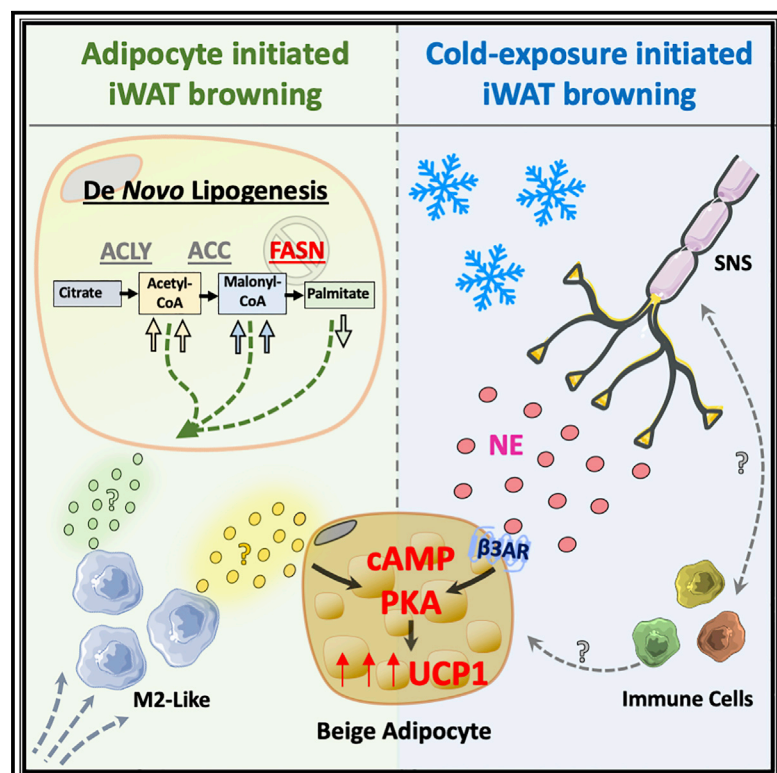 Adipocyte initiated
iWAT browning
Cold-exposure initiated
iWAT browning
De Novo Lipogenesis
ACLY
ACC
FASN
Citrate
Acetyl-
CoA
Malonyl-
CoA
Palmitate
SNS
NE
?
?
?
?
β3AR
cAMP
PKA
UCP1
M2-Like
Immune Cells
Beige Adipocyte